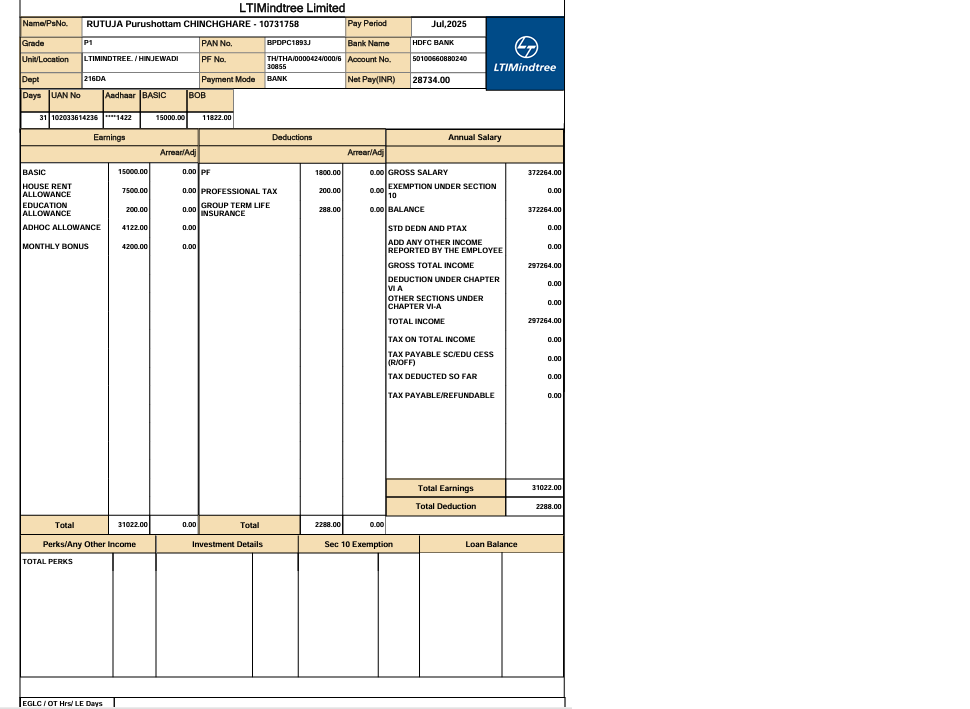 LTIMindtree Limited
Name/PsNo. RUTUJA Purushottam CHINCHGHARE - 10731758 Pay Period Jul,2025
Grade P1 PAN No. BPDPC1893J Bank Name HDFC BANK
Unit/Location LTIMINDTREE. / HINJEWADI PF No. TH/THA/0000424/000/6 Account No. 50100660880240
30855
Dept 216DA Payment Mode BANK Net Pay(INR) 28734.00
LTIMindtree
Days UAN No Aadhaar BASIC BOB
31 102033614236 ****1422 15000.00 11822.00
Earnings Deductions Annual Salary
Arrear/Adj Arrear/Adj
BASIC 15000.00 0.00 PF 1800.00 0.00 GROSS SALARY 372264.00
HOUSE RENT ALLOWANCE 7500.00 0.00 PROFESSIONAL TAX 200.00 0.00 EXEMPTION UNDER SECTION 10 0.00
EDUCATION ALLOWANCE 200.00 0.00 GROUP TERM LIFE INSURANCE 288.00 0.00 BALANCE 372264.00
ADHOC ALLOWANCE 4122.00 0.00 STD DEDN AND PTAX 0.00
MONTHLY BONUS 4200.00 0.00 ADD ANY OTHER INCOME REPORTED BY THE EMPLOYEE 0.00
GROSS TOTAL INCOME 297264.00
DEDUCTION UNDER CHAPTER VI A 0.00
OTHER SECTIONS UNDER CHAPTER VI-A 0.00
TOTAL INCOME 297264.00
TAX ON TOTAL INCOME 0.00
TAX PAYABLE SC/EDU CESS (R/OFF) 0.00
TAX DEDUCTED SO FAR 0.00
TAX PAYABLE/REFUNDABLE 0.00
Total Earnings 31022.00
Total Deduction 2288.00
Total 31022.00 0.00 Total 2288.00 0.00
Perks/Any Other Income Investment Details Sec 10 Exemption Loan Balance
TOTAL PERKS
EGLC / OT Hrs/ LE Days